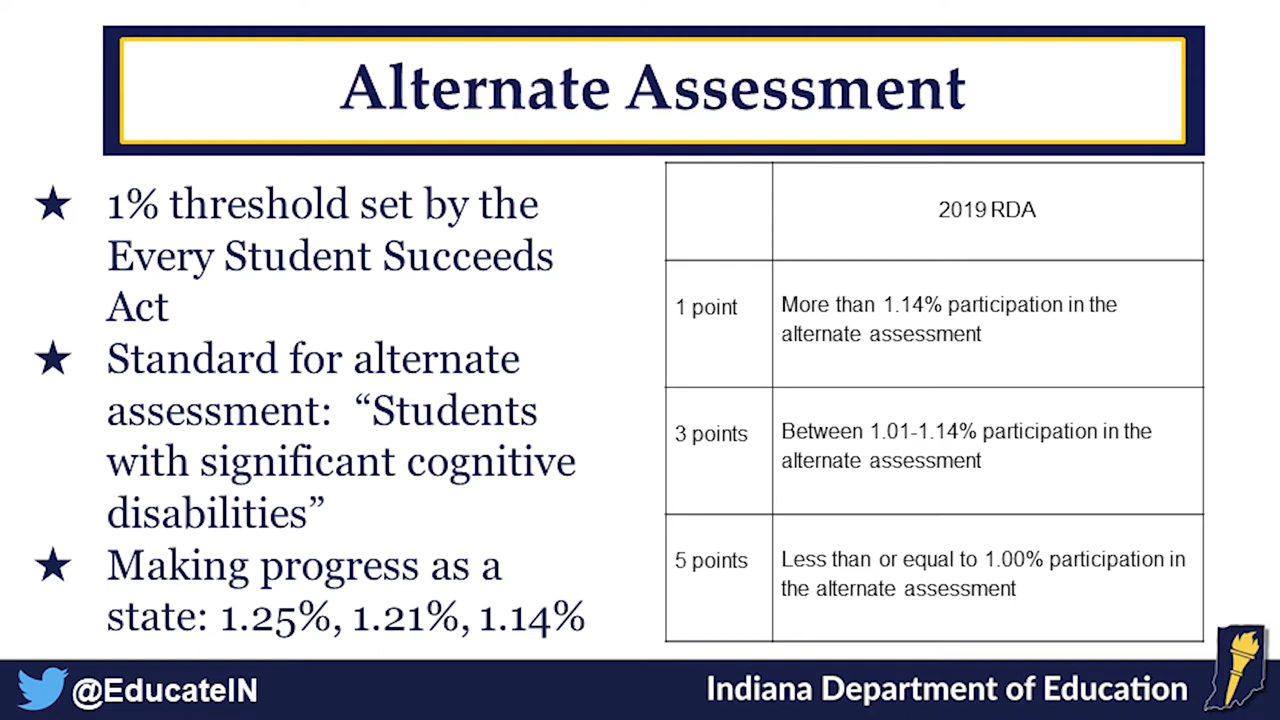 Alternate Assessment
★ 1% threshold set by the
Every Student Succeeds
Act
★ Standard for alternate
assessment: “Students
with significant cognitive
disabilities”
★ Making progress as a
state: 1.25%, 1.21%, 1.14%
2019 RDA
1 point
More than 1.14% participation in the
alternate assessment
3 points
Between 1.01-1.14% participation in the
alternate assessment
5 points
Less than or equal to 1.00% participation in
the alternate assessment
@EducateIN
Indiana Department of Education